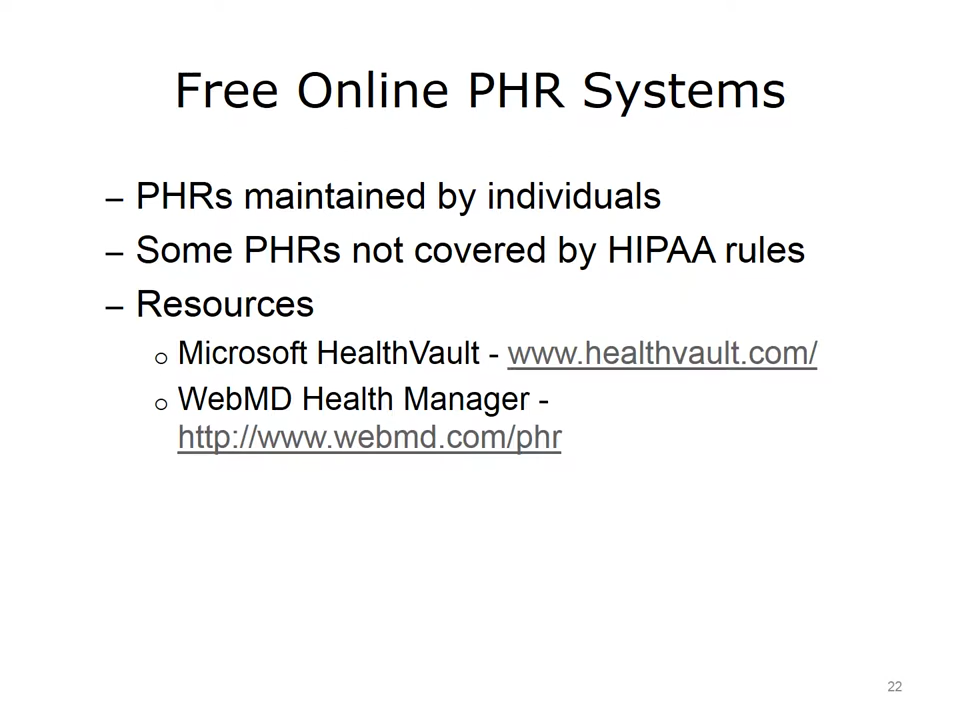 Free Online PHR Systems
– PHRs maintained by individuals
– Some PHRs not covered by HIPAA rules
– Resources
o Microsoft HealthVault - www.healthvault.com/
o WebMD Health Manager -
http://www.webmd.com/phr
22